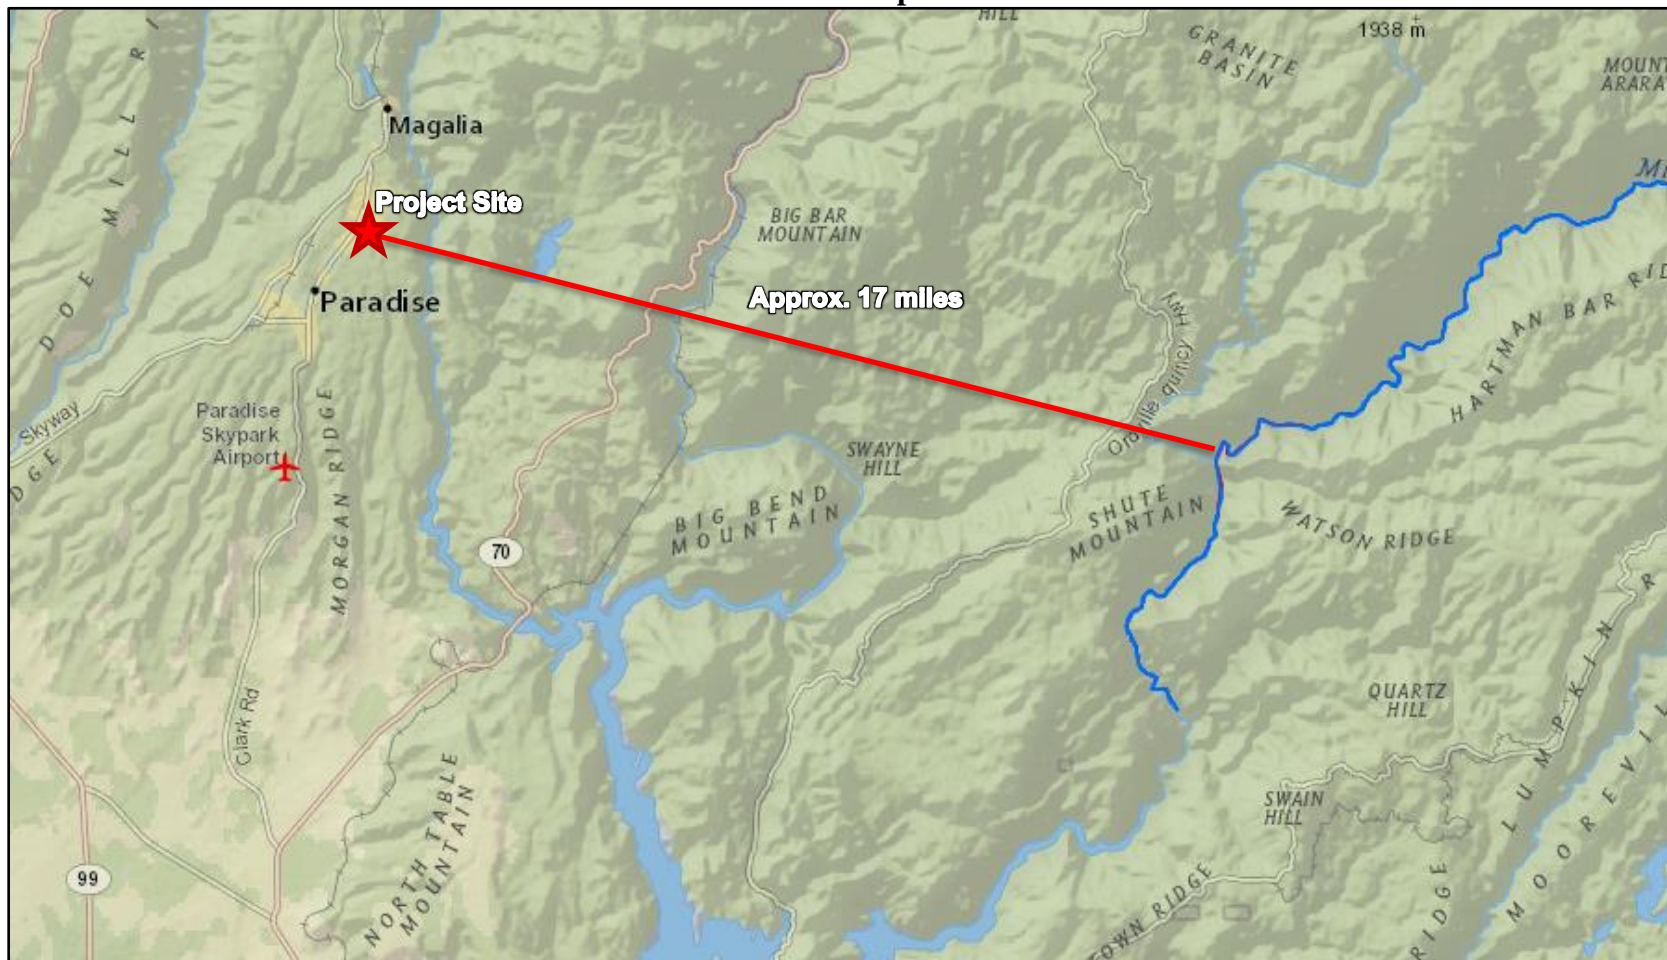 HILL
1938 m
GRANITE
BASIN
MOUNT
ARARA
DOE MILL RI
Magalia
Project Site
BIG BAR
MOUNTAIN
Paradise
Approx. 17 miles
HARTMAN BAR RID
Oroville quincy Hwy
Skyway
Paradise
Skypark
Airport
DGE
MORGAN RIDGE
SWAYNE
HILL
BIG BEND
MOUNTAIN
SHUTE
MOUNTAIN
WATSON RIDGE
70
Clark Rd
QUARTZ
HILL
LUMPKIN R
RIDGE
MOOREVIL
SWAIN
HILL
NORTH TABLE
MOUNTAIN
99
OWN RIDGE